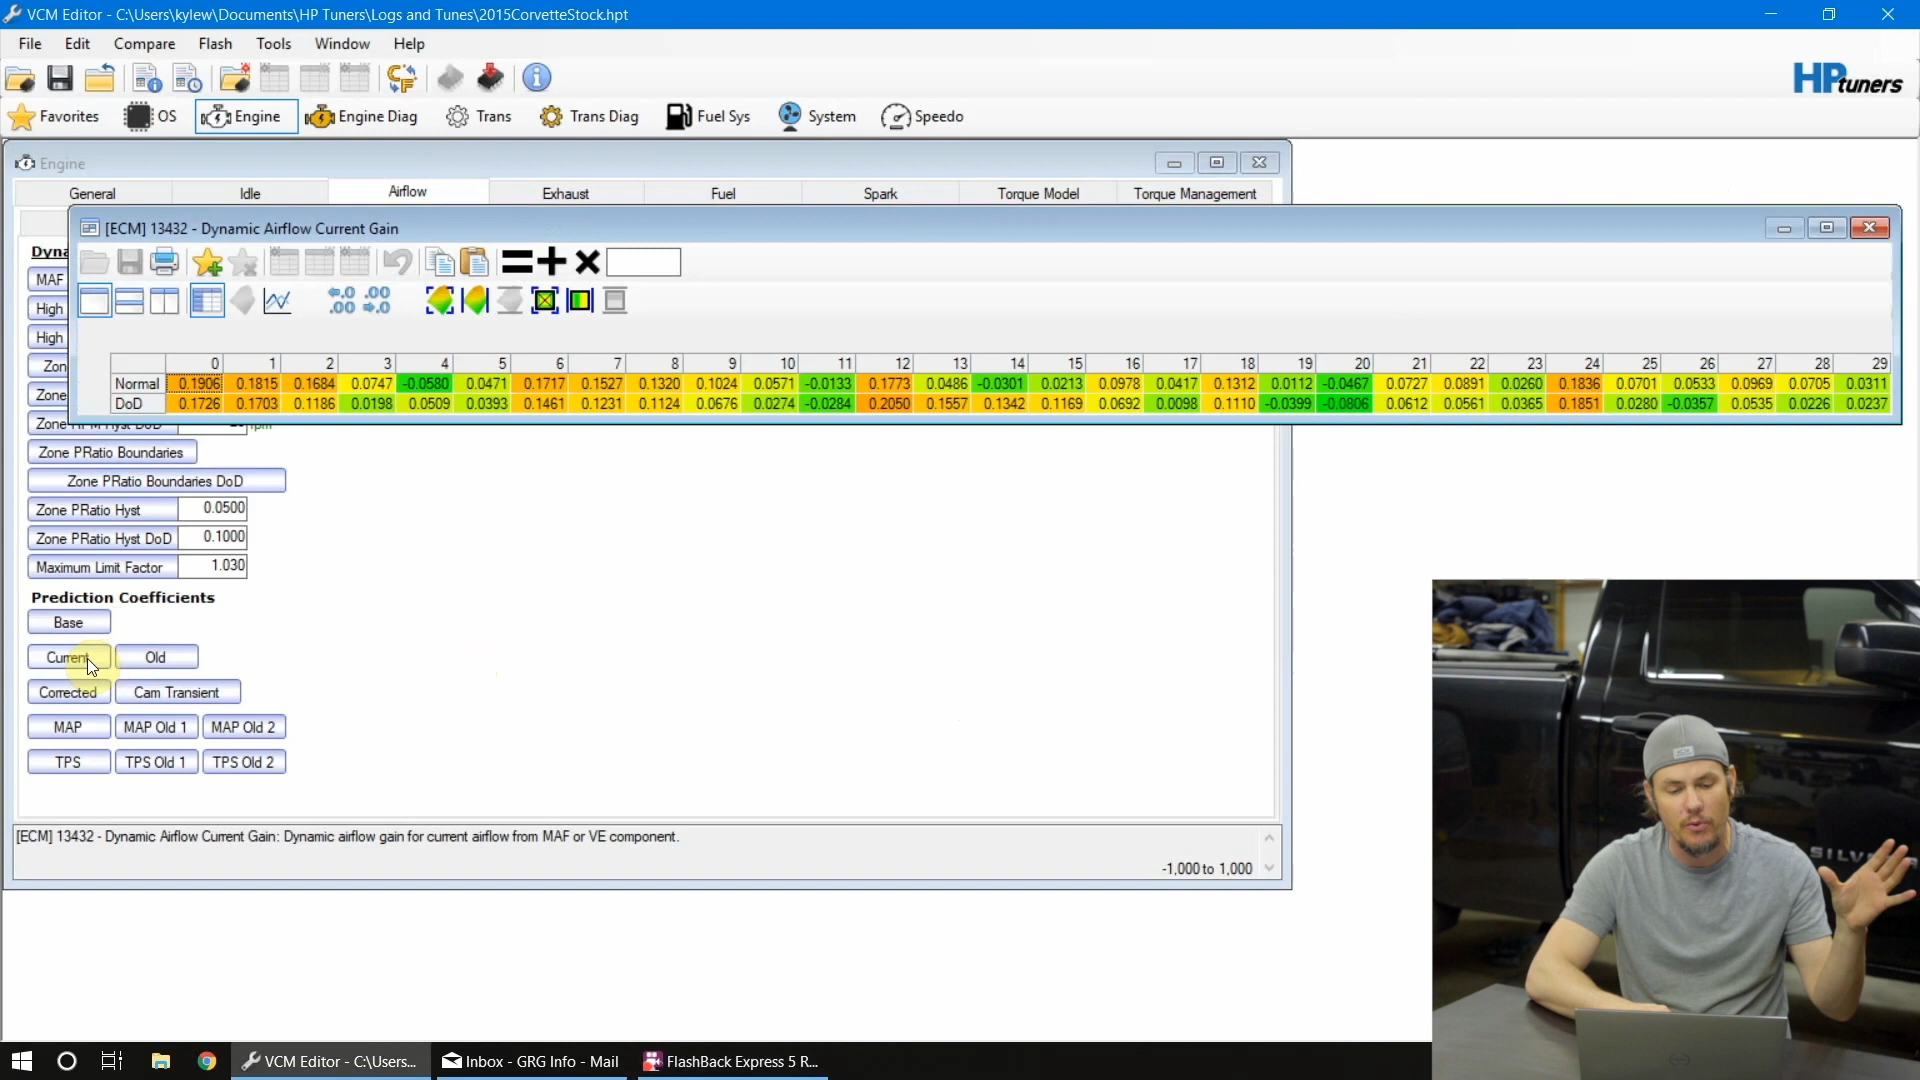 VCM Editor - C:\Users\kylew\Documents\HP Tuners\Logs and Tunes\2015CorvetteStock.hpt
File Edit Compare Flash Tools Window Help
HPtuners
Favorites OS Engine Engine Diag Trans Trans Diag Fuel Sys System Speedo
Engine
General Idle Airflow Exhaust Fuel Spark Torque Model Torque Management
[ECM] 13432 - Dynamic Airflow Current Gain
Dyna
MAF
High
High
Zon
Zone
0 1 2 3 4 5 6 7 8 9 10 11 12 13 14 15 16 17 18 19 20 21 22 23 24 25 26 27 28 29
Normal 0.1906 0.1815 0.1684 0.0747 -0.0580 0.0471 0.1717 0.1527 0.1320 0.1024 0.0571 -0.0133 0.1773 0.0486 -0.0301 0.0213 0.0978 0.0417 0.1312 0.0112 -0.0467 0.0727 0.0891 0.0260 0.1836 0.0701 0.0533 0.0969 0.0705 0.0311
DoD 0.1726 0.1703 0.1186 0.0198 0.0509 0.0393 0.1461 0.1231 0.1124 0.0676 0.0274 -0.0284 0.2050 0.1557 0.1342 0.1169 0.0692 0.0098 0.1110 -0.0399 -0.0806 0.0612 0.0561 0.0365 0.1851 0.0280 -0.0357 0.0535 0.0226 0.0237
Zone RPM Hyst DoD rpm
Zone PRatio Boundaries
Zone PRatio Boundaries DoD
Zone PRatio Hyst 0.0500
Zone PRatio Hyst DoD 0.1000
Maximum Limit Factor 1.030
Prediction Coefficients
Base
Current Old
Corrected Cam Transient
MAP MAP Old 1 MAP Old 2
TPS TPS Old 1 TPS Old 2
[ECM] 13432 - Dynamic Airflow Current Gain: Dynamic airflow gain for current airflow from MAF or VE component.
-1,000 to 1,000
SILV
VCM Editor - C:\Users... Inbox - GRG Info - Mail FlashBack Express 5 R...